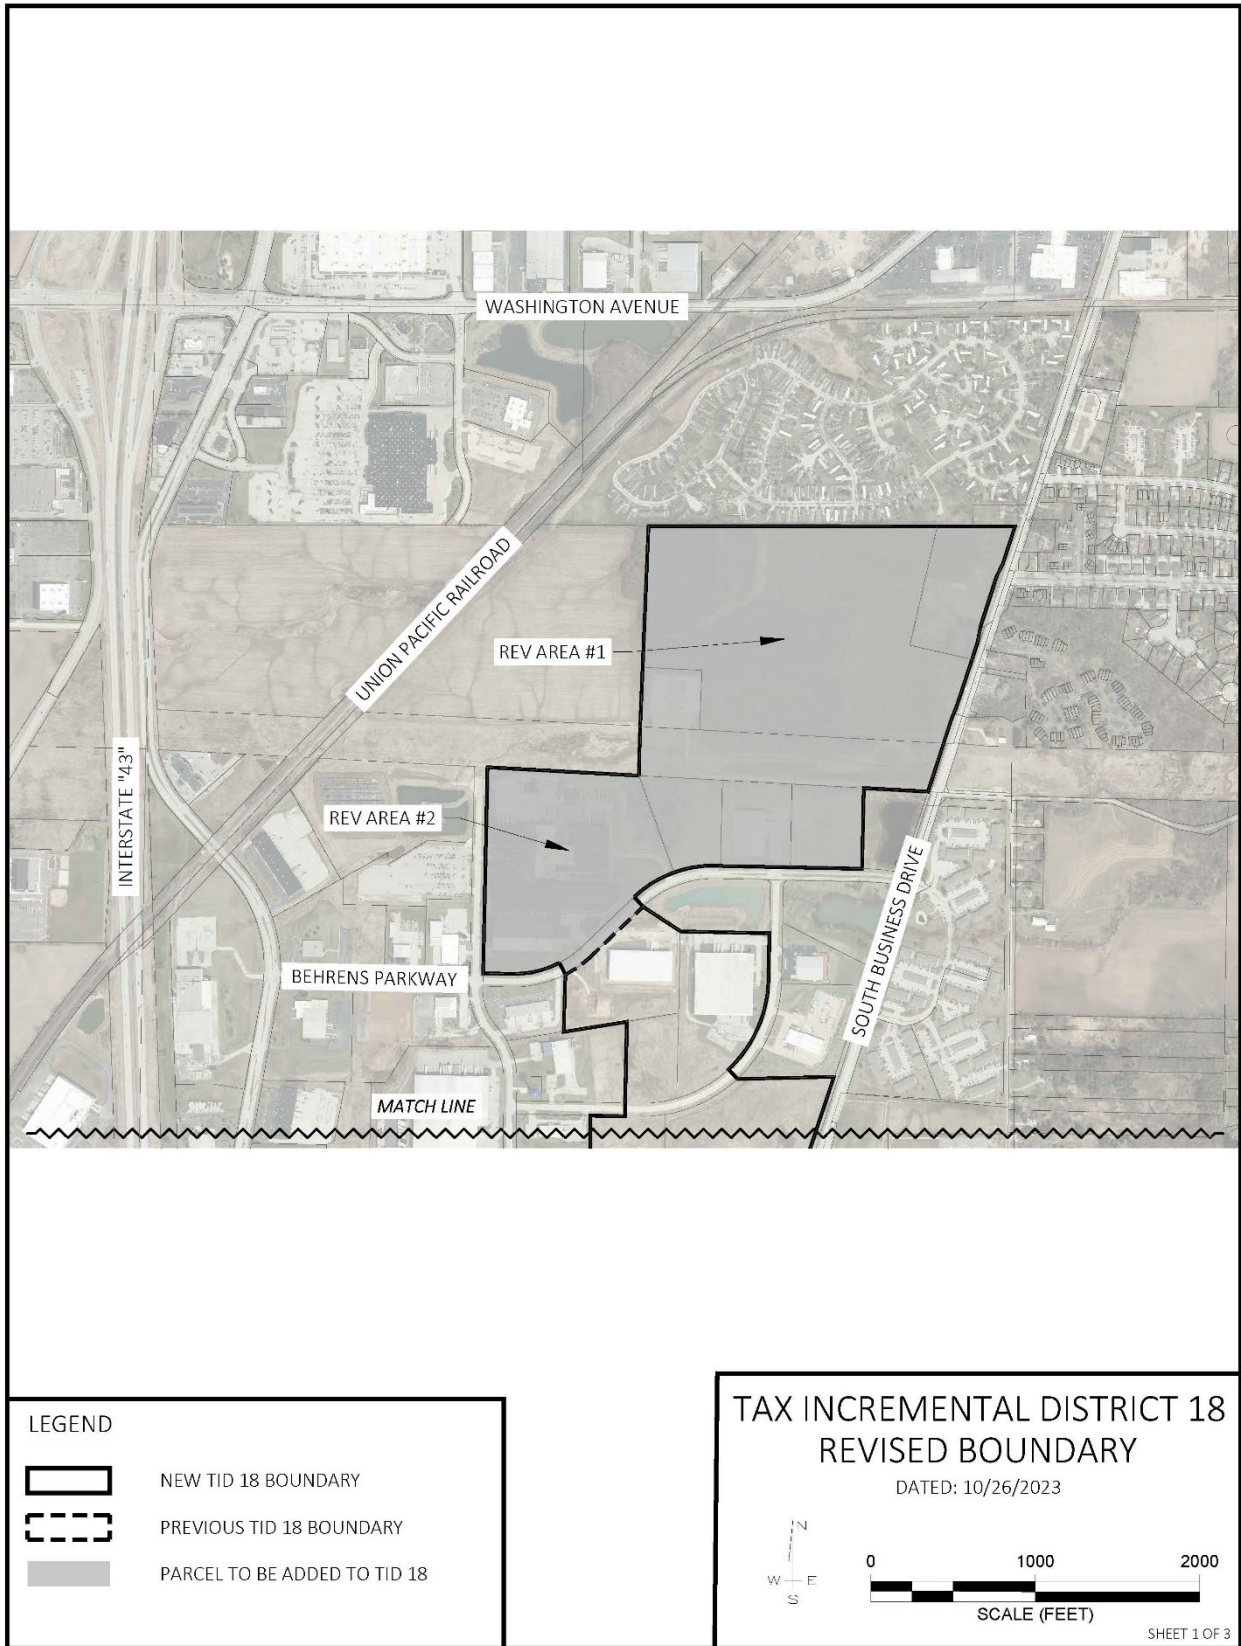 WASHINGTON AVENUE
UNION PACIFIC RAILROAD
REV AREA #1
INTERSTATE "43"
REV AREA #2
SOUTH BUSINESS DRIVE
BEHRENS PARKWAY
MATCH LINE
LEGEND
NEW TID 18 BOUNDARY
PREVIOUS TID 18 BOUNDARY
PARCEL TO BE ADDED TO TID 18
TAX INCREMENTAL DISTRICT 18
REVISED BOUNDARY
DATED: 10/26/2023
N
W E
S
0 1000 2000
SCALE (FEET)
SHEET 1 OF 3